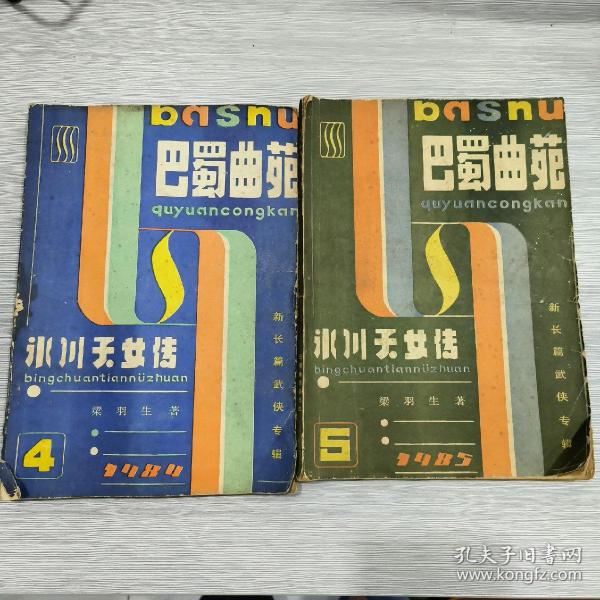 bashu
巴蜀曲苑
quyuancongkan
冰川天女传
bingchuantiannüzhuan
梁羽生著
新长篇武侠专辑
4
1984
bashu
巴蜀曲苑
quyuancongkan
冰川天女传
bingchuantiannüzhuan
梁羽生著
新长篇武侠专辑
5
1985
孔夫子旧书网
www.kongfz.com